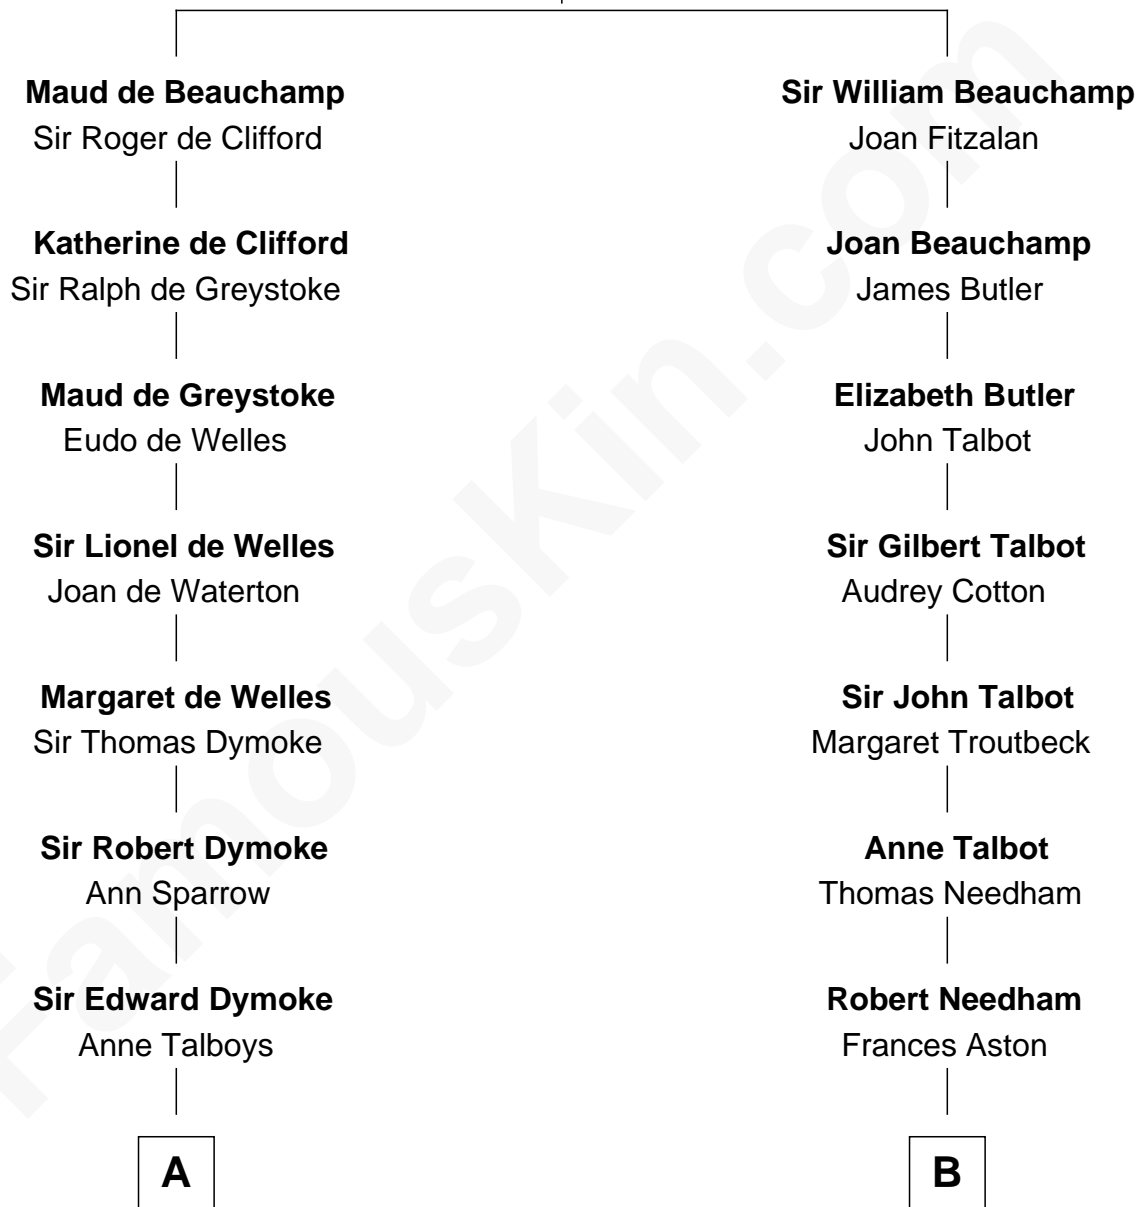 Maud de Beauchamp
Sir Roger de Clifford
Katherine de Clifford
Sir Ralph de Greystoke
Maud de Greystoke
Eudo de Welles
Sir Lionel de Welles
Joan de Waterton
Margaret de Welles
Sir Thomas Dymoke
Sir Robert Dymoke
Ann Sparrow
Sir Edward Dymoke
Anne Talboys
A
Sir William Beauchamp
Joan Fitzalan
Joan Beauchamp
James Butler
Elizabeth Butler
John Talbot
Sir Gilbert Talbot
Audrey Cotton
Sir John Talbot
Margaret Troutbeck
Anne Talbot
Thomas Needham
Robert Needham
Frances Aston
B
FamousKin.com